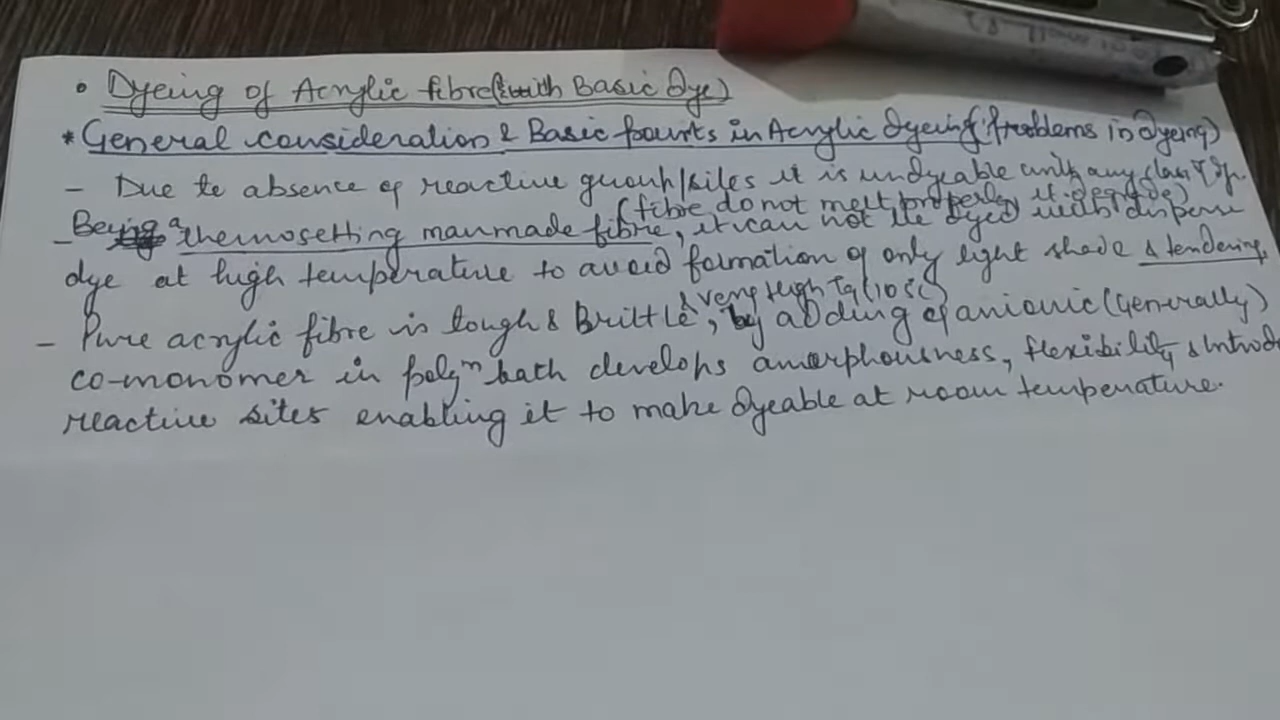 • Dyeing of Acrylic fibre (with Basic Dye)
* General consideration & Basic points in Acrylic dyeing (Problems in dyeing)
- Due to absence of reactive group/sites it is undyeable with any class of dye.
(fibre do not melt properly it degrade)
- Being a thermosetting manmade fibre, it can not be dyed with disperse
dye at high temperature to avoid formation of only light shade & tendering
& very high Tg (105c)
- Pure acrylic fibre is tough & Brittle, by adding of anionic (Generally)
co-monomer in polyⁿ bath develops amorphousness, flexibility & Introdu
reactive sites enabling it to make dyeable at room temperature.